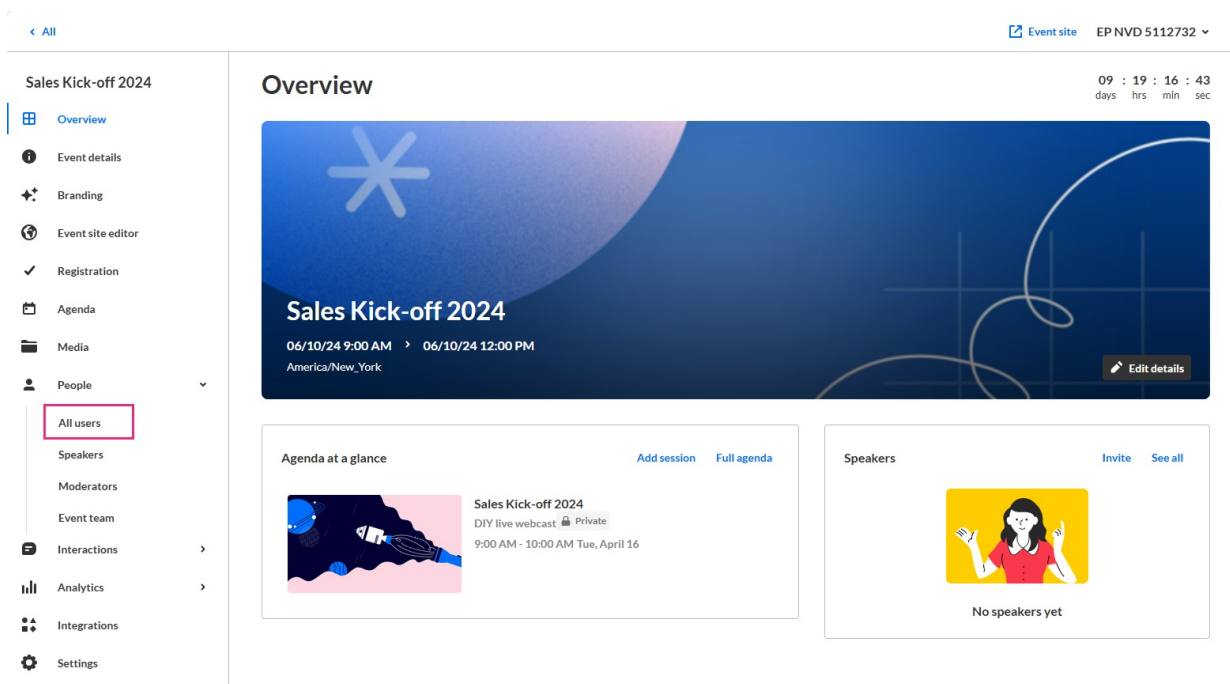 All
Event site
EP NVD 5112732
Sales Kick-off 2024
Overview
Event details
Branding
Event site editor
Registration
Agenda
Media
People
All users
Speakers
Moderators
Event team
Interactions
Analytics
Integrations
Settings
Overview
09 : 19 : 16 : 43
days hrs min sec
Sales Kick-off 2024
06/10/24 9:00 AM > 06/10/24 12:00 PM
America/New_York
Edit details
Agenda at a glance
Add session
Full agenda
Sales Kick-off 2024
DIY live webcast Private
9:00 AM - 10:00 AM Tue, April 16
Speakers
Invite
See all
No speakers yet